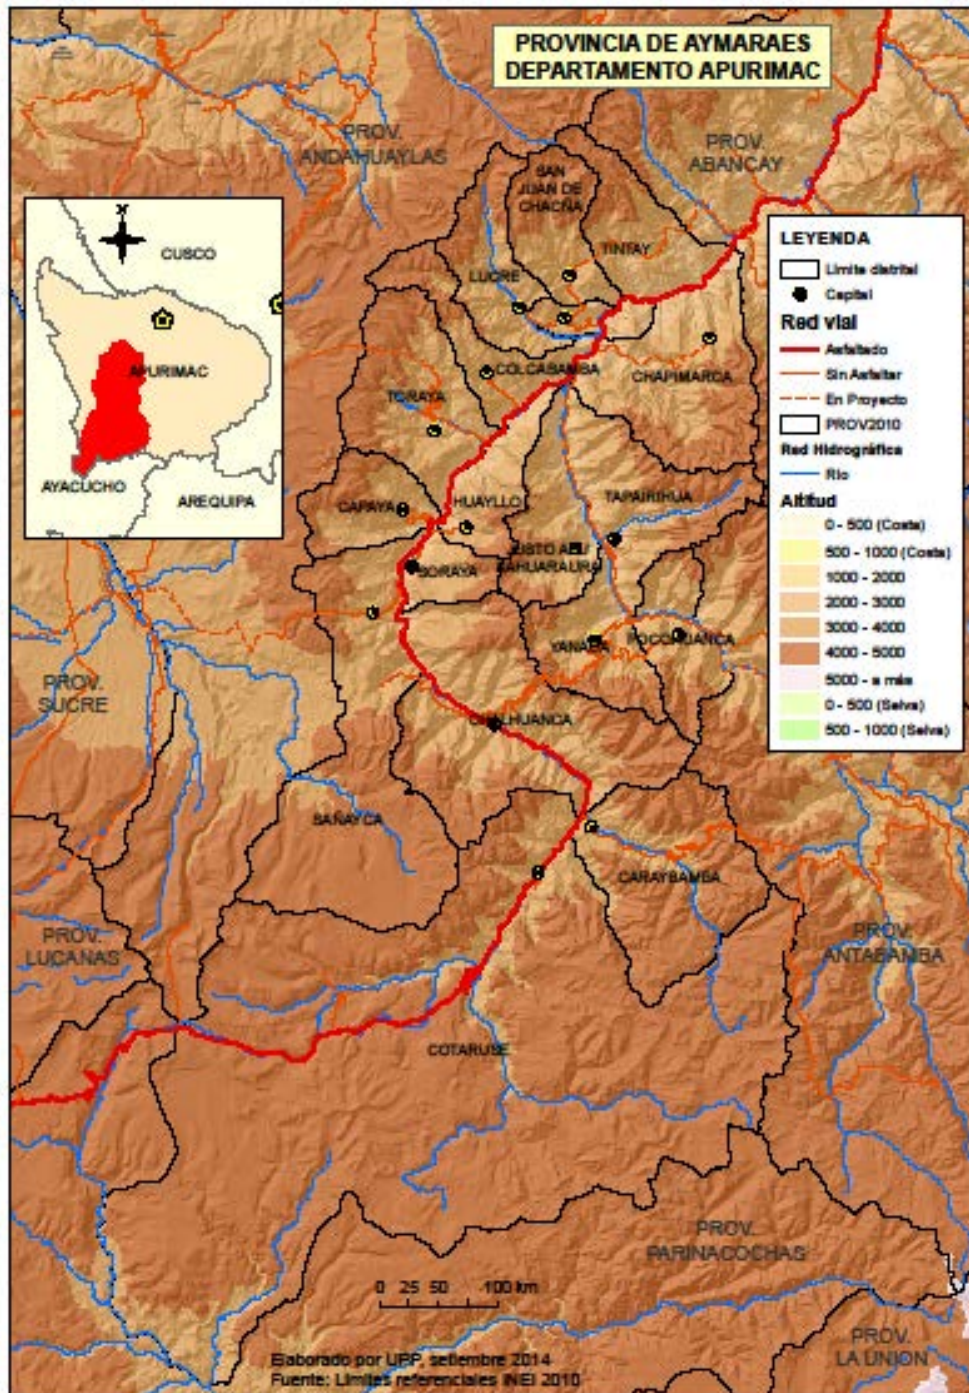 PROVINCIA DE AYMARAES
DEPARTAMENTO APURIMAC
PROV.
ANDAHUAYLAS
PROV.
ABANCAY
SAN
JUAN DE
CHACÑA
TINTAY
LUCRE
COLCABAMBA
CHAPIMARCA
TORAYA
CAPAYA
HUAYLLO
TAPAIRIHUA
SORAYA
YANACA
POCOHUANCA
PROV.
SUCRE
SAÑAYCA
CARAYBAMBA
PROV.
LUCANAS
PROV.
ANTABAMBA
COTARUSE
PROV.
PARINACOCHAS
PROV.
LA UNION
CUSCO
APURIMAC
AYACUCHO
AREQUIPA
LEYENDA
Limite distrital
Capital
Red vial
Asfaltado
Sin Asfaltar
En Proyecto
PROV2010
Red Hidrográfica
Rio
Altitud
0 - 500 (Costa)
500 - 1000 (Costa)
1000 - 2000
2000 - 3000
3000 - 4000
4000 - 5000
5000 - a más
0 - 500 (Selva)
500 - 1000 (Selva)
0 25 50 100 km
Elaborado por UPP, setiembre 2014
Fuente: Limites referenciales INEI 2010